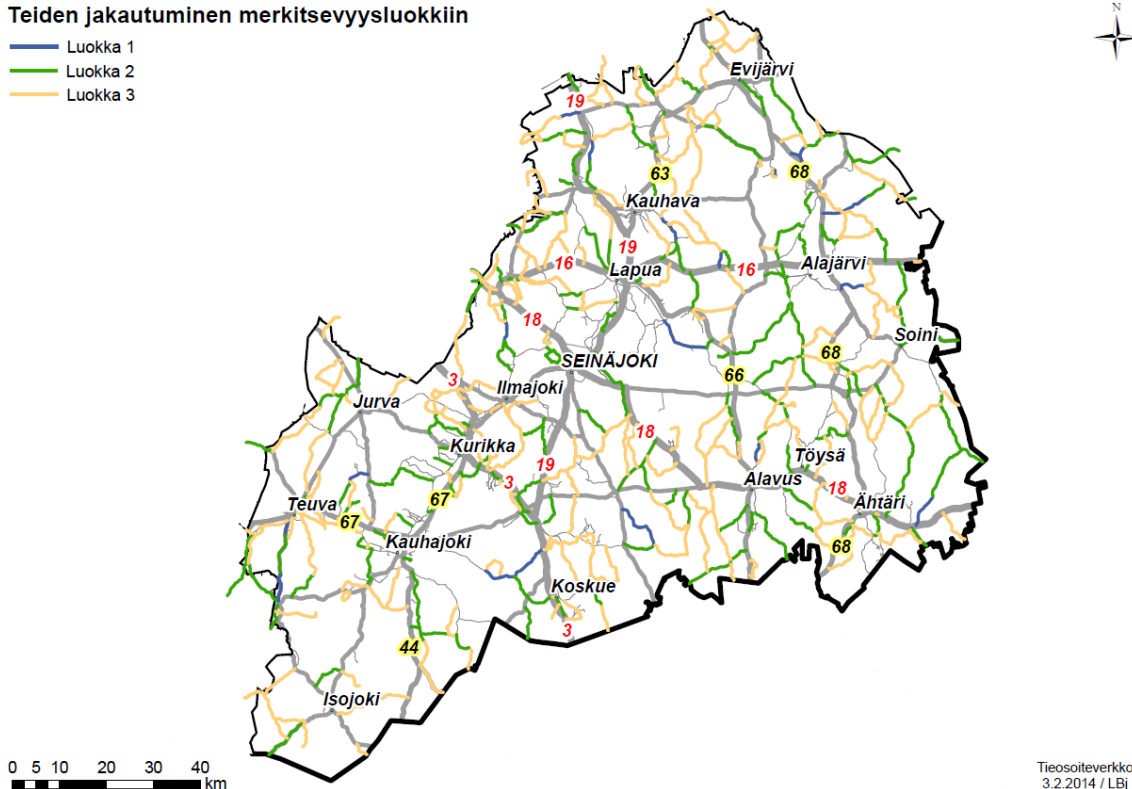 Teiden jakautuminen merkitsevyysluokkiin
N
Luokka 1
Luokka 2
Luokka 3
Evijärvi
19
63
68
Kauhava
19
16
Lapua
16
Alajärvi
18
Soini
SEINÄJOKI
68
66
3
Ilmajoki
Jurva
18
Kurikka
19
Töysä
3
Alavus
18
67
Teuva
Ähtäri
67
Kauhajoki
68
Koskue
3
44
Isojoki
0 5 10 20 30 40
km
Tieosoiteverkko
3.2.2014 / LBj